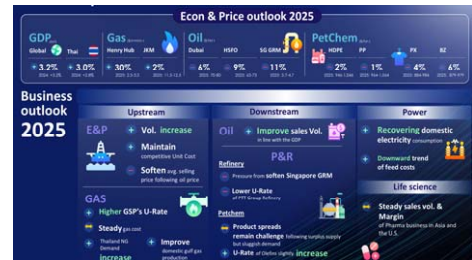 Econ & Price outlook 2025
GDP
Global
Thai
+ 3.2%
+ 3.0%
Gas
Henry Hub
JKM
+ 30%
+ 2%
Oil
Dubai
HSFO
SG GRM
6%
9%
11%
PetChem
HDPE
PP
PX
BZ
2%
1%
4%
6%
Business
outlook
2025
Upstream
E&P
+ Vol. increase
+ Maintain
competitive Unit Cost
Soften avg. selling
price following oil price
GAS
+ Higher GSP's U-Rate
Steady gas cost
+ Thailand NG
Demand
increase
+ Improve
domestic gulf gas
production
Downstream
Oil
+ Improve sales Vol.
in line with the GDP
P&R
Refinery
Pressure from soften Singapore GRM
Lower U-Rate
of PTT Group Refinery
Petchem
Product spreads
remain challenge following surplus supply
but sluggish demand
+ U-Rate of Olefins slightly increase
Power
+ Recovering domestic
electricity consumption
+ Downward trend
of feed costs
Life science
Steady sales vol. &
Margin
of Pharma business in Asia and
the U.S.